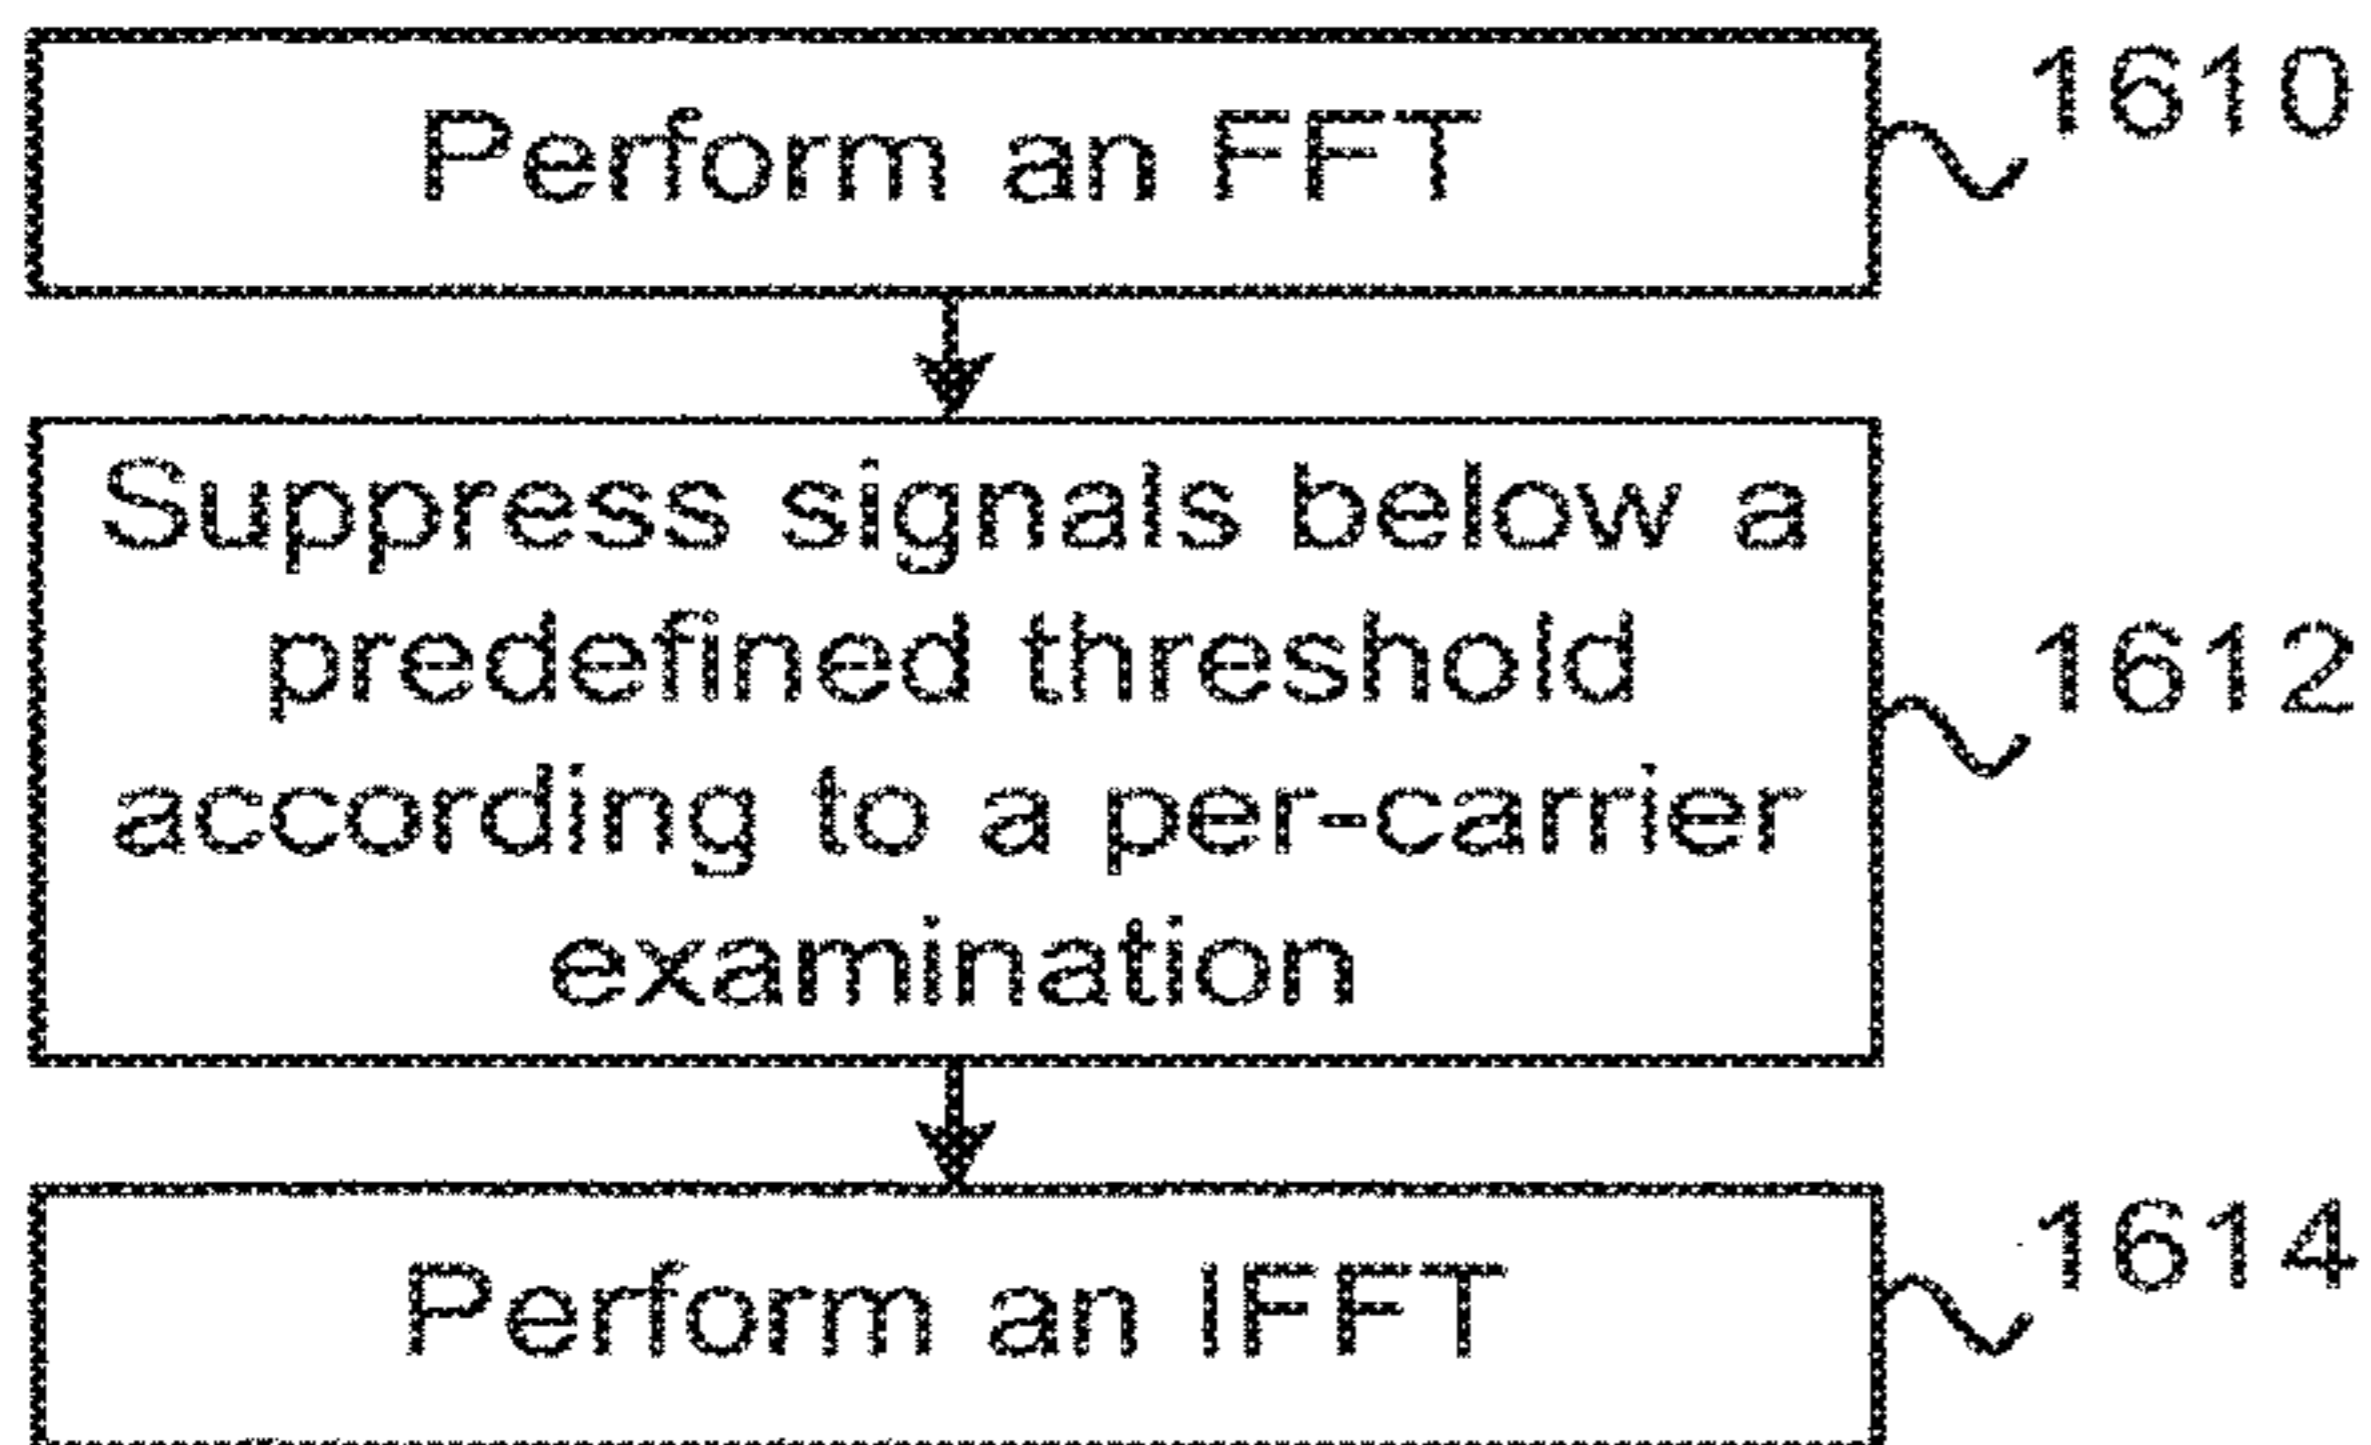 Perform an FFT
1610
Suppress signals below a
predefined threshold
according to a per-carrier
examination
1612
Perform an IFFT
1614